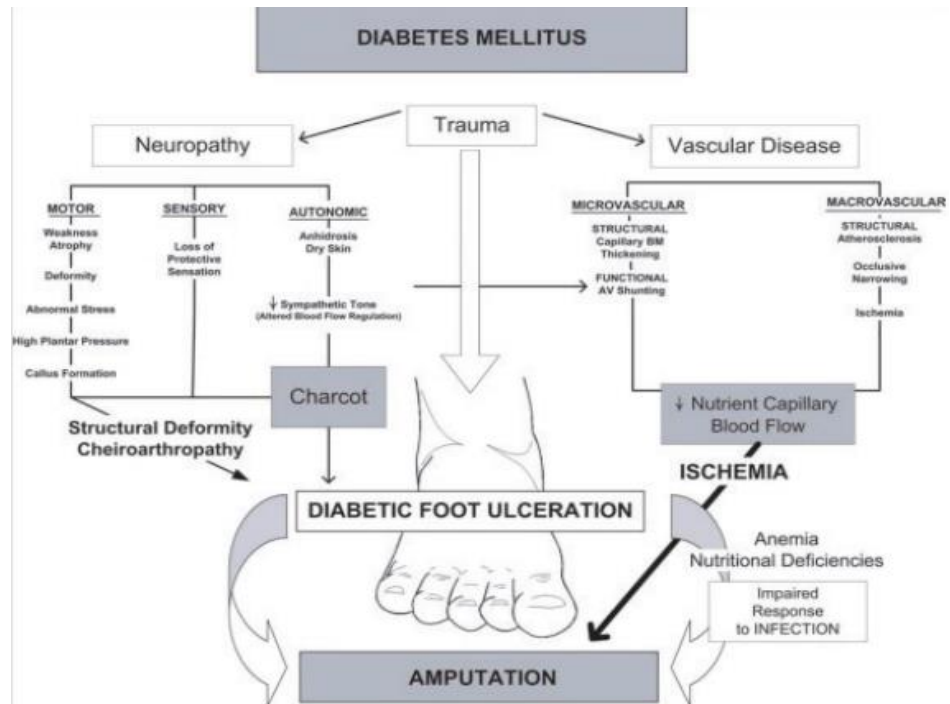 DIABETES MELLITUS
Trauma
Neuropathy
Vascular Disease
MOTOR
Weakness
Atrophy
Deformity
Abnormal Stress
High Plantar Pressure
Callus Formation
SENSORY
Loss of
Protective
Sensation
AUTONOMIC
Anhidrosis
Dry Skin
↓ Sympathetic Tone
(Altered Blood Flow Regulation)
MICROVASCULAR
STRUCTURAL
Capillary BM
Thickening
FUNCTIONAL
AV Shunting
MACROVASCULAR
STRUCTURAL
Atherosclerosis
Occlusive
Narrowing
Ischemia
Charcot
↓ Nutrient Capillary
Blood Flow
Structural Deformity
Cheiroarthropathy
ISCHEMIA
DIABETIC FOOT ULCERATION
Anemia
Nutritional Deficiencies
Impaired
Response
to INFECTION
AMPUTATION